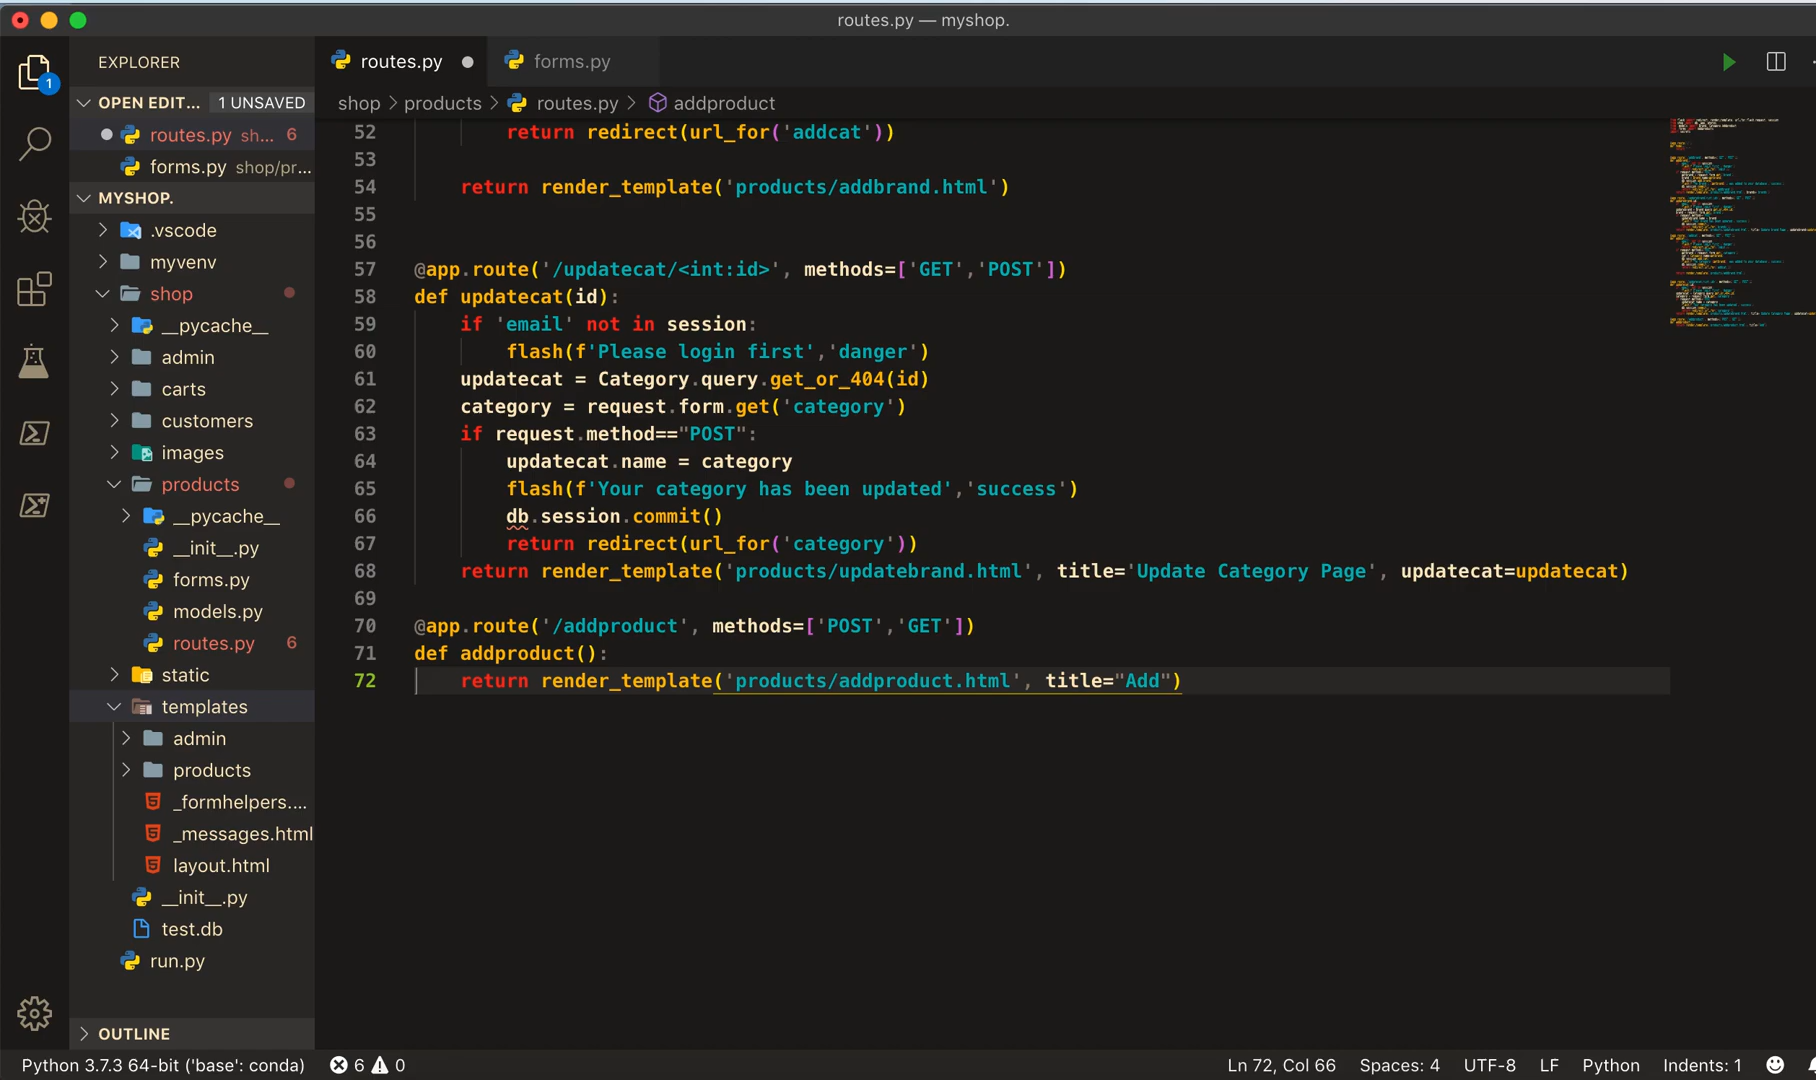 routes.py — myshop.
EXPLORER
routes.py
forms.py
1
OPEN EDIT... 1 UNSAVED
shop > products > routes.py > addproduct
routes.py sh... 6
forms.py shop/pr...
MYSHOP.
.vscode
myvenv
shop
__pycache__
admin
carts
customers
images
products
__pycache__
__init__.py
forms.py
models.py
routes.py 6
static
templates
admin
products
_formhelpers....
_messages.html
layout.html
__init__.py
test.db
run.py
OUTLINE
52 return redirect(url_for('addcat'))
53
54 return render_template('products/addbrand.html')
55
56
57 @app.route('/updatecat/<int:id>', methods=['GET','POST'])
58 def updatecat(id):
59 if 'email' not in session:
60 flash(f'Please login first','danger')
61 updatecat = Category.query.get_or_404(id)
62 category = request.form.get('category')
63 if request.method=="POST":
64 updatecat.name = category
65 flash(f'Your category has been updated','success')
66 db.session.commit()
67 return redirect(url_for('category'))
68 return render_template('products/updatebrand.html', title='Update Category Page', updatecat=updatecat)
69
70 @app.route('/addproduct', methods=['POST','GET'])
71 def addproduct():
72 return render_template('products/addproduct.html', title="Add")
Python 3.7.3 64-bit ('base': conda) 6 0 Ln 72, Col 66 Spaces: 4 UTF-8 LF Python Indents: 1